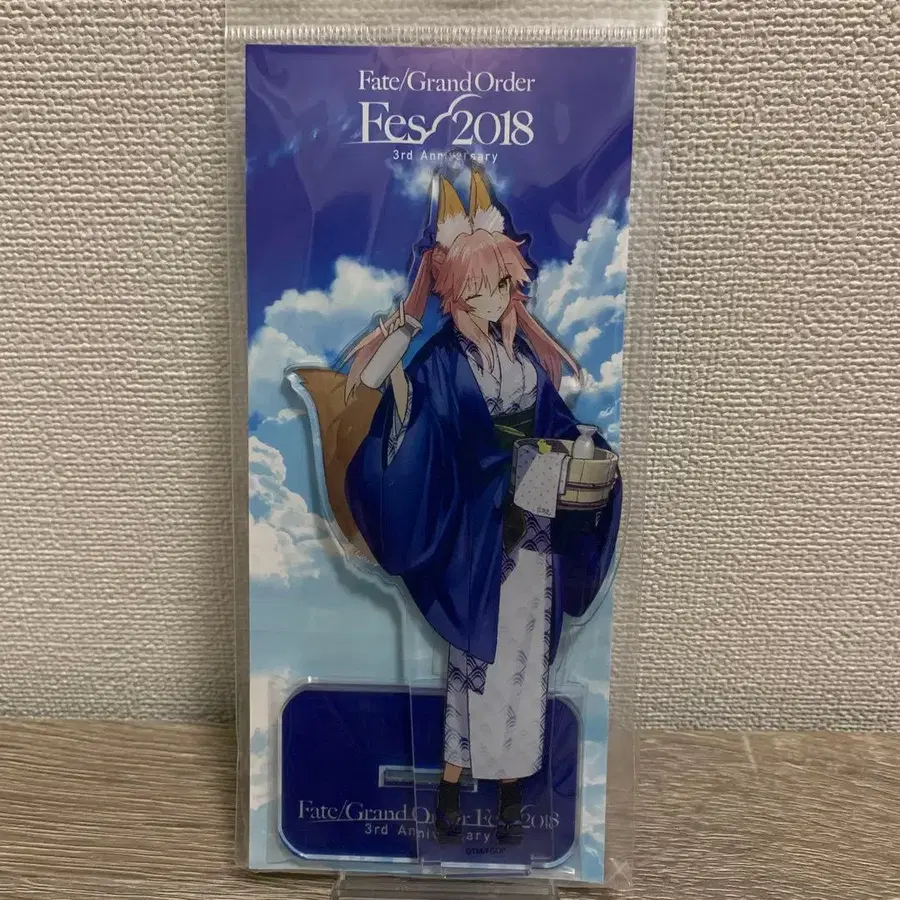 Fate/Grand Order
Fes 2018
3rd Anniversary
Fate/Grand Order Fes 2018
3rd Anniversary